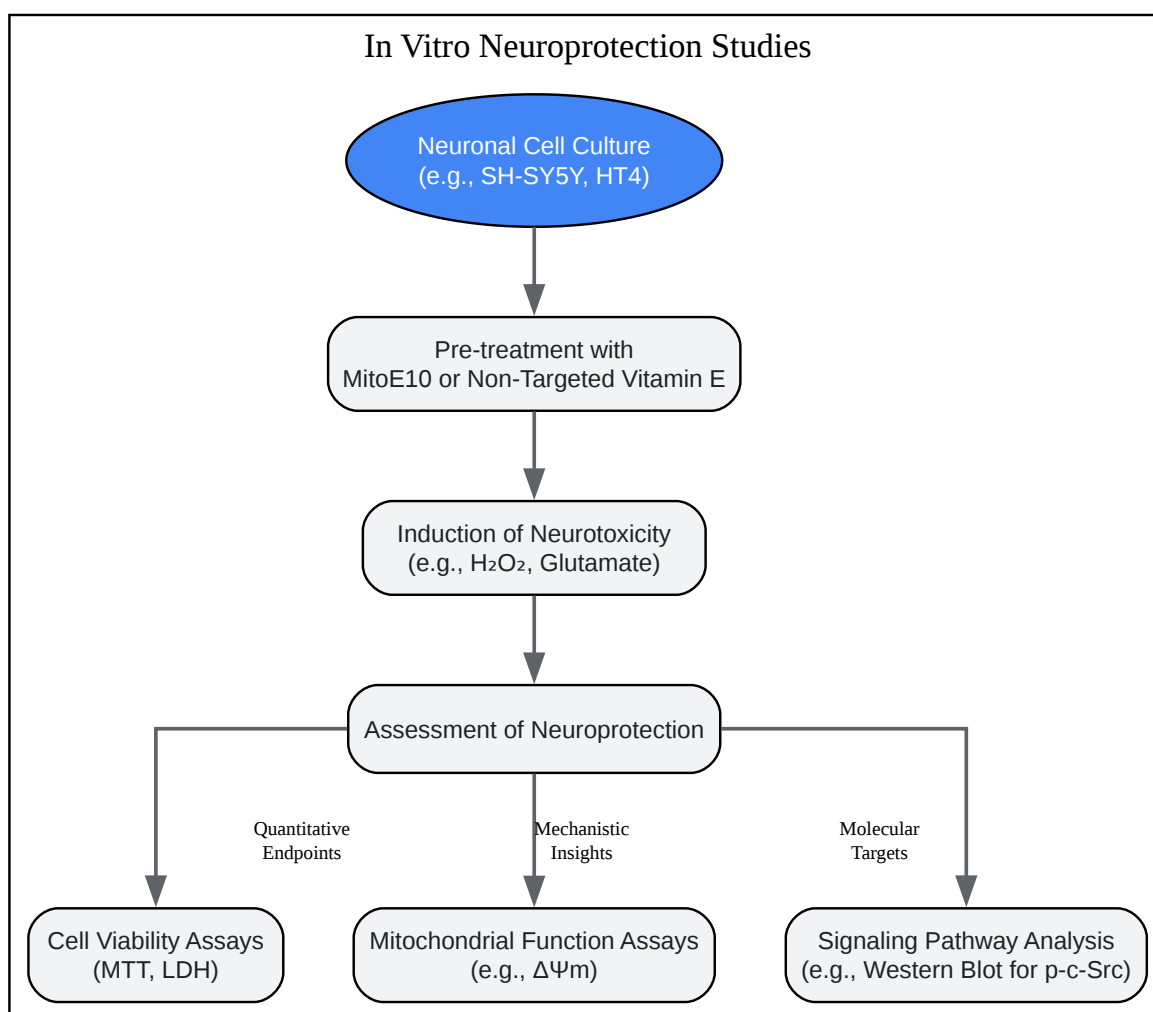 In Vitro Neuroprotection Studies
Neuronal Cell Culture
(e.g., SH-SY5Y, HT4)
Pre-treatment with
MitoE10 or Non-Targeted Vitamin E
Induction of Neurotoxicity
(e.g., H₂O₂, Glutamate)
Assessment of Neuroprotection
Quantitative
Endpoints
Mechanistic
Insights
Molecular
Targets
Cell Viability Assays
(MTT, LDH)
Mitochondrial Function Assays
(e.g., ΔΨm)
Signaling Pathway Analysis
(e.g., Western Blot for p-c-Src)